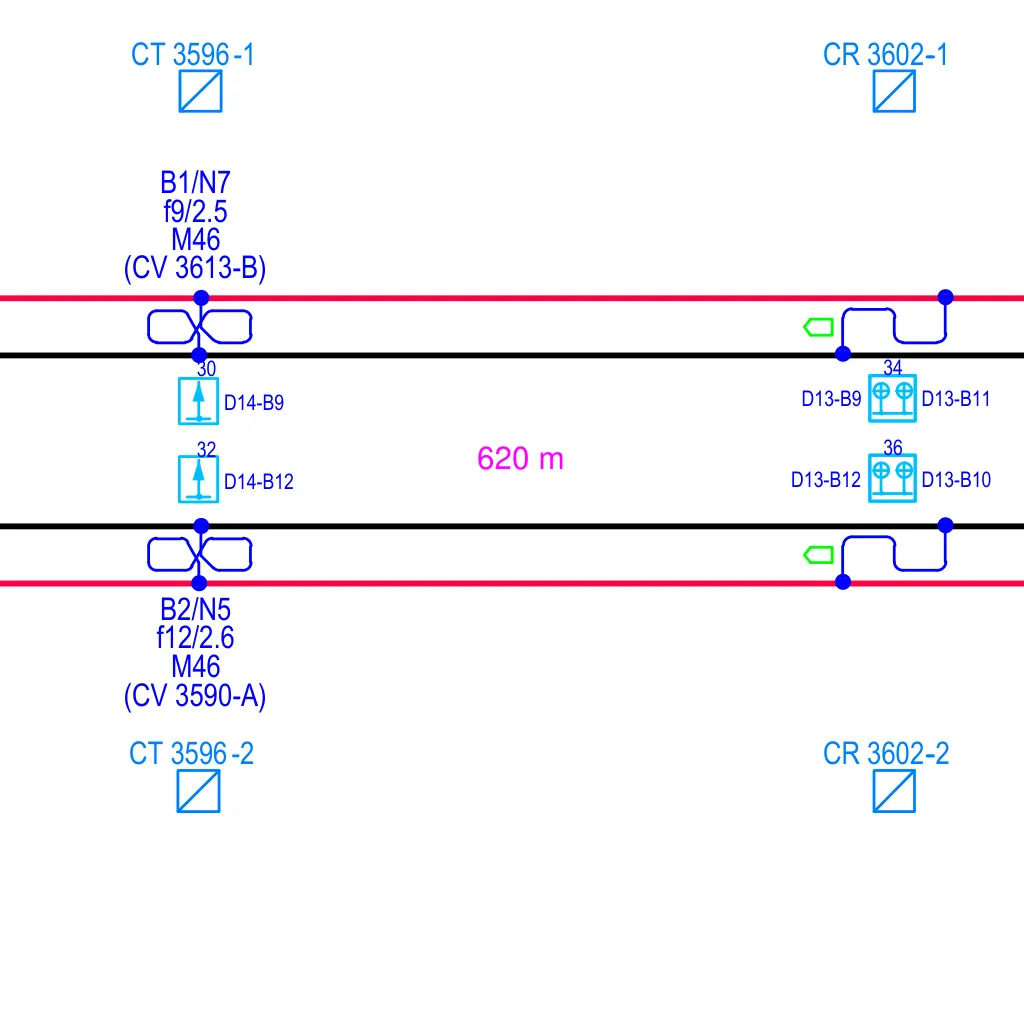 CT 3596-1
CR 3602-1
B1/N7
f9/2.5
M46
(CV 3613-B)
30
34
D14-B9
D13-B9
D13-B11
32
36
620 m
D14-B12
D13-B12
D13-B10
B2/N5
f12/2.6
M46
(CV 3590-A)
CT 3596-2
CR 3602-2